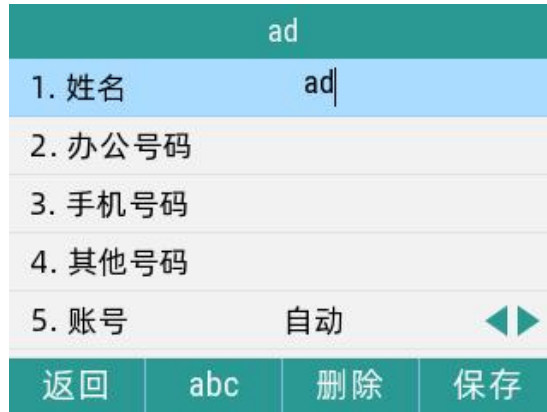 ad
1. 姓名 ad
2. 办公号码
3. 手机号码
4. 其他号码
5. 账号 自动
返回 abc 删除 保存